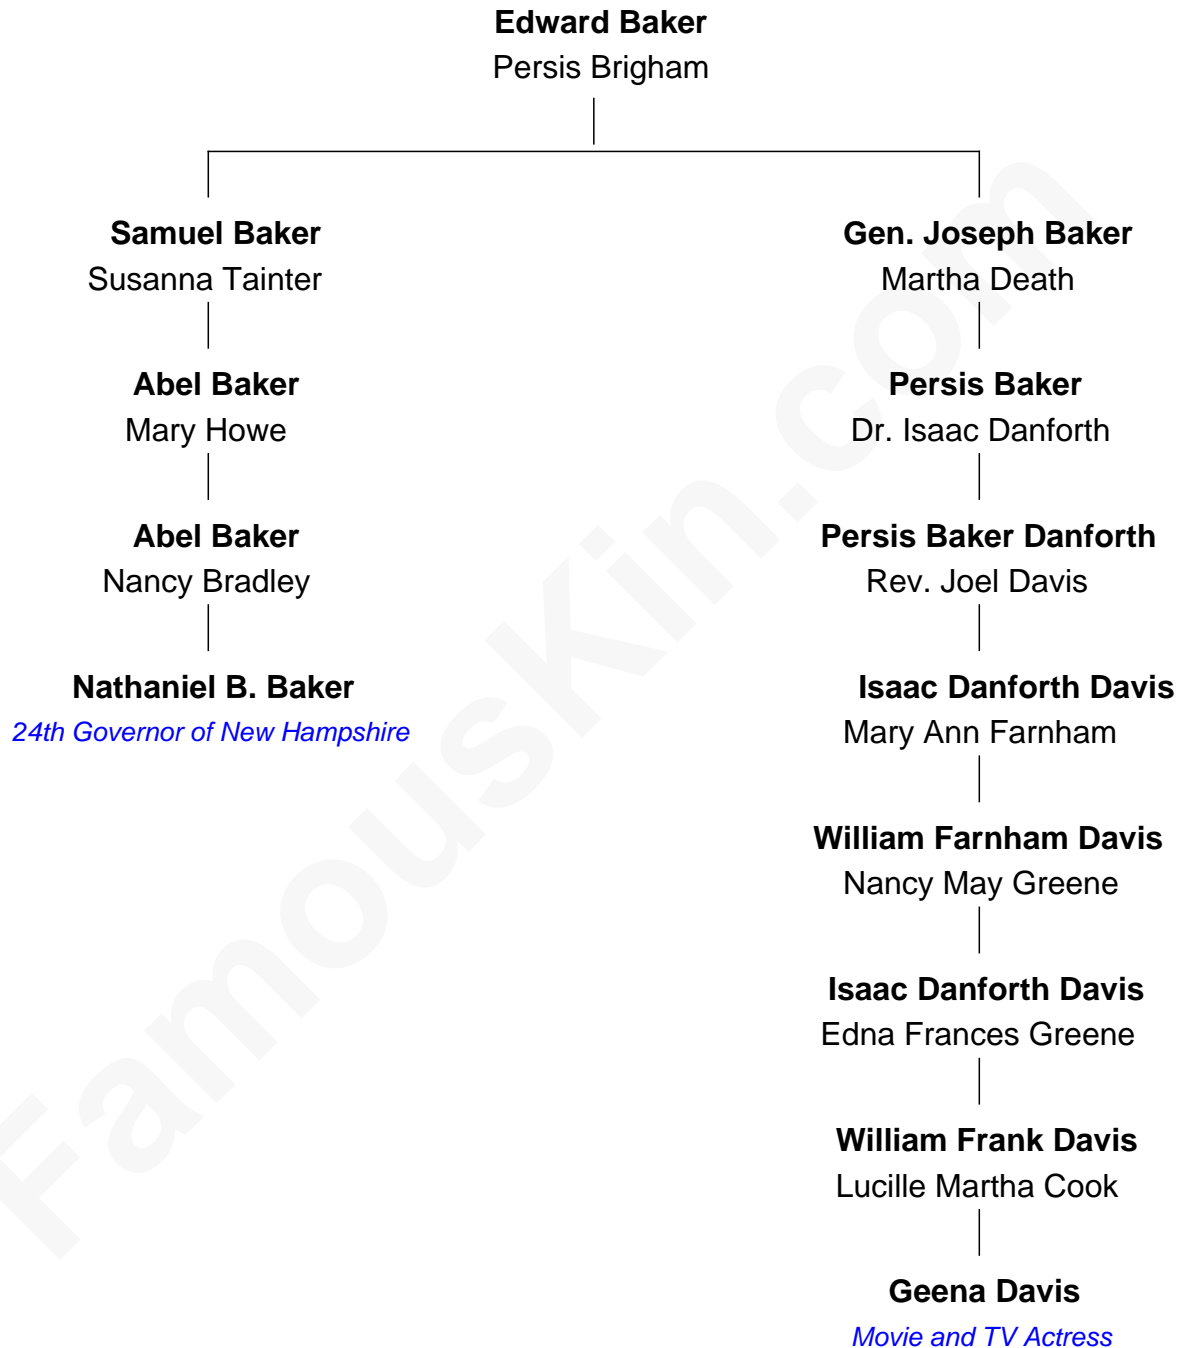 Edward Baker
Persis Brigham
Samuel Baker
Susanna Tainter
Abel Baker
Mary Howe
Abel Baker
Nancy Bradley
Nathaniel B. Baker
24th Governor of New Hampshire
Gen. Joseph Baker
Martha Death
Persis Baker
Dr. Isaac Danforth
Persis Baker Danforth
Rev. Joel Davis
Isaac Danforth Davis
Mary Ann Farnham
William Farnham Davis
Nancy May Greene
Isaac Danforth Davis
Edna Frances Greene
William Frank Davis
Lucille Martha Cook
Geena Davis
Movie and TV Actress
FamousKin.com